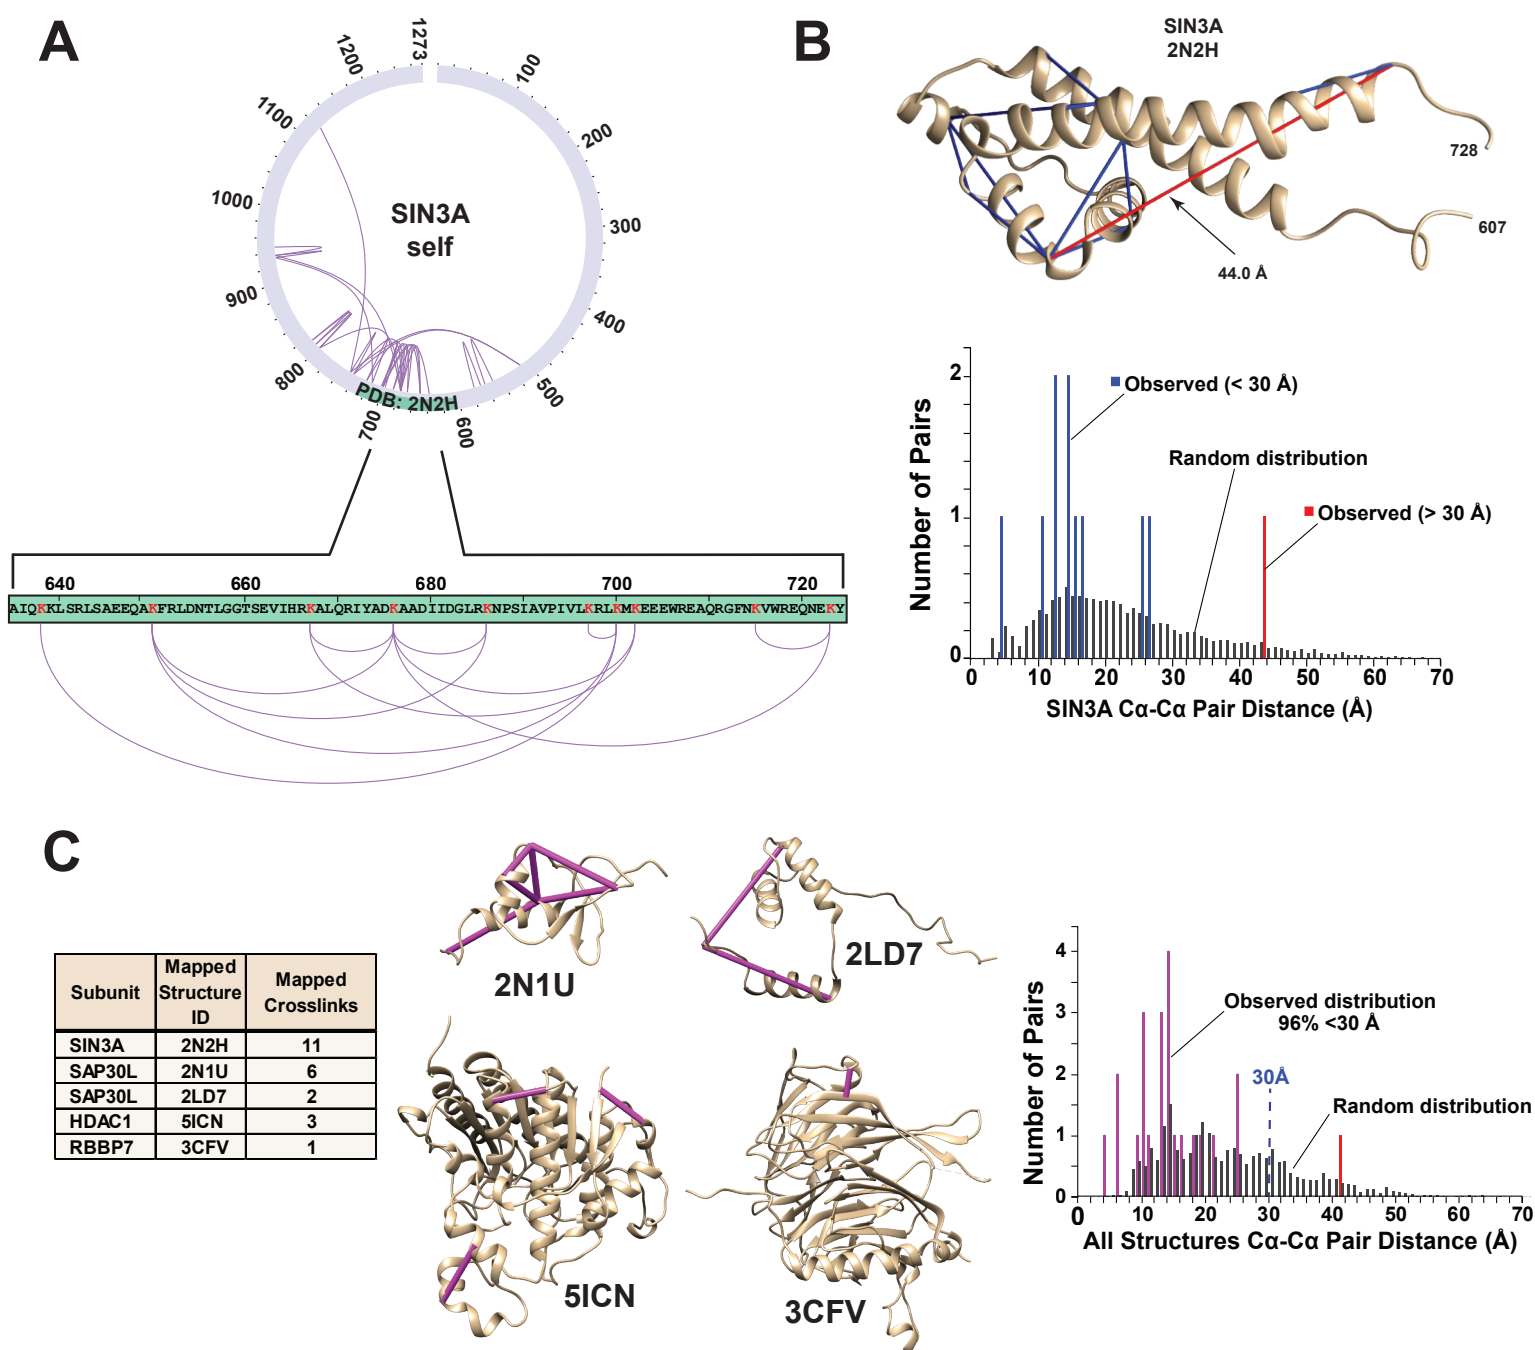 A
1273
100
200
300
400
500
600
700
800
900
1000
1100
1200
SIN3A
self
PDB: 2N2H
640 660 680 700 720
AIQKKLSRLSAEEQAKFRLDNTLGGTSEVIHRKALQRIYADKAADIIDGLRKNPSIAVPIVLKRLKMKEEEWREAQRGFNKVWREQNEKY
B
SIN3A
2N2H
728
607
44.0 Å
2
1
0
Number of Pairs
Observed (< 30 Å)
Random distribution
Observed (> 30 Å)
0 10 20 30 40 50 60 70
SIN3A Cα-Cα Pair Distance (Å)
C
Subunit Mapped Structure ID Mapped Crosslinks
SIN3A 2N2H 11
SAP30L 2N1U 6
SAP30L 2LD7 2
HDAC1 5ICN 3
RBBP7 3CFV 1
2N1U
2LD7
5ICN
3CFV
4
3
2
1
0
Number of Pairs
Observed distribution
96% <30 Å
30Å
Random distribution
0 10 20 30 40 50 60 70
All Structures Cα-Cα Pair Distance (Å)